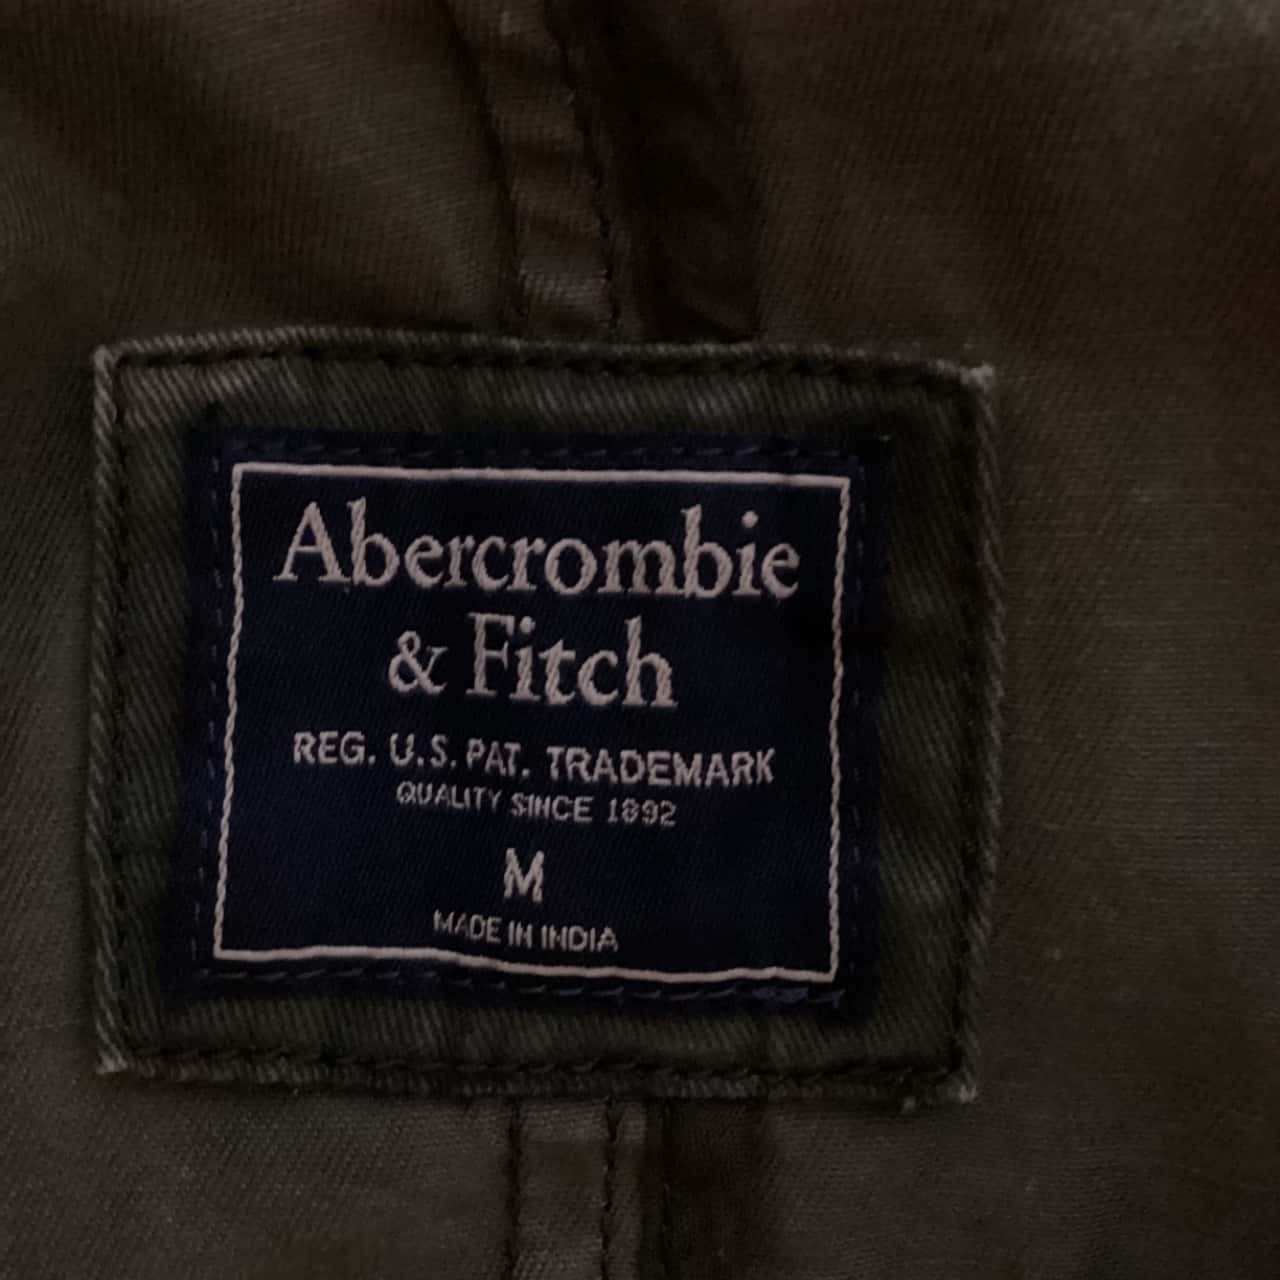 Abercrombie
& Fitch
REG. U.S. PAT. TRADEMARK
QUALITY SINCE 1892
M
MADE IN INDIA